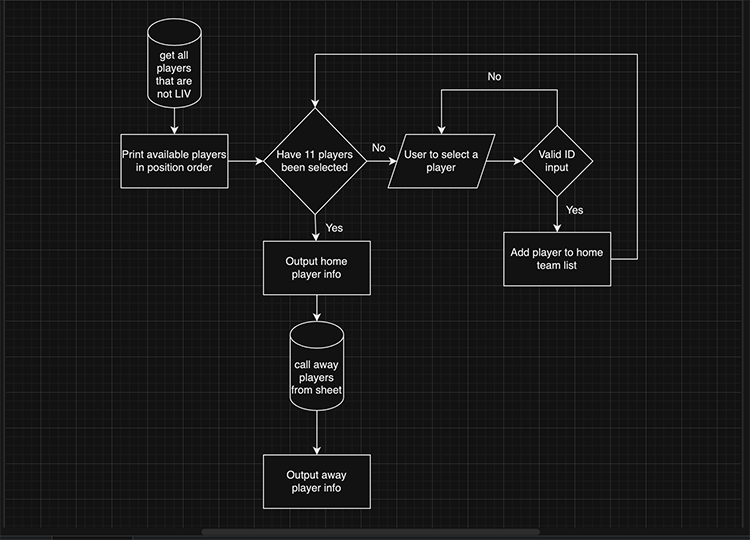 get all
players
that are
not LIV
Print available players
in position order
Have 11 players
been selected
No
User to select a
player
No
Valid ID
input
Yes
Add player to home
team list
Yes
Output home
player info
call away
players
from sheet
Output away
player info